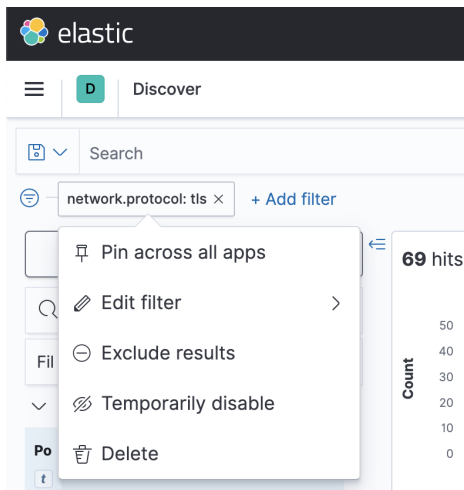 elastic
D
Discover
Search
network.protocol: tls ×
+ Add filter
Pin across all apps
Edit filter
Exclude results
Temporarily disable
Delete
Fil
Po
t
69 hits
Count
50
40
30
20
10
0